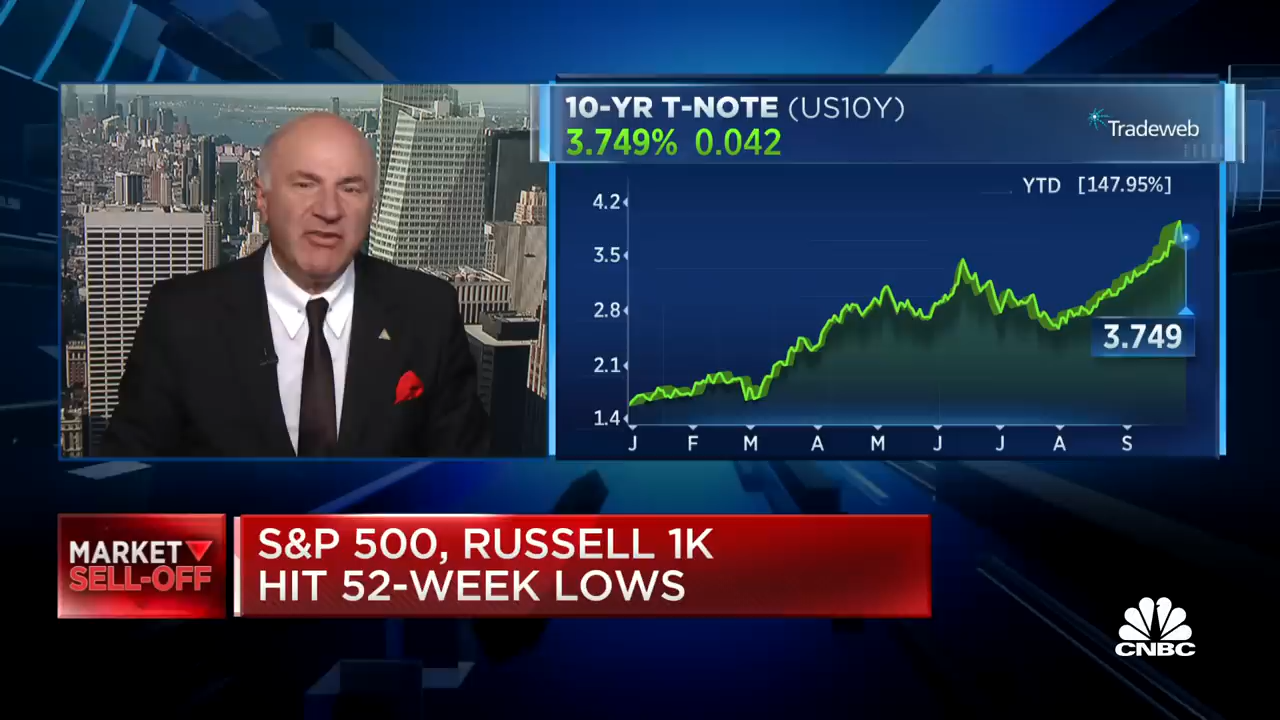 10-YR T-NOTE (US10Y)
3.749% 0.042
Tradeweb
YTD [147.95%]
4.2
3.5
2.8
2.1
1.4
3.749
J F M A M J J A S
MARKET
SELL-OFF
S&P 500, RUSSELL 1K
HIT 52-WEEK LOWS
CNBC